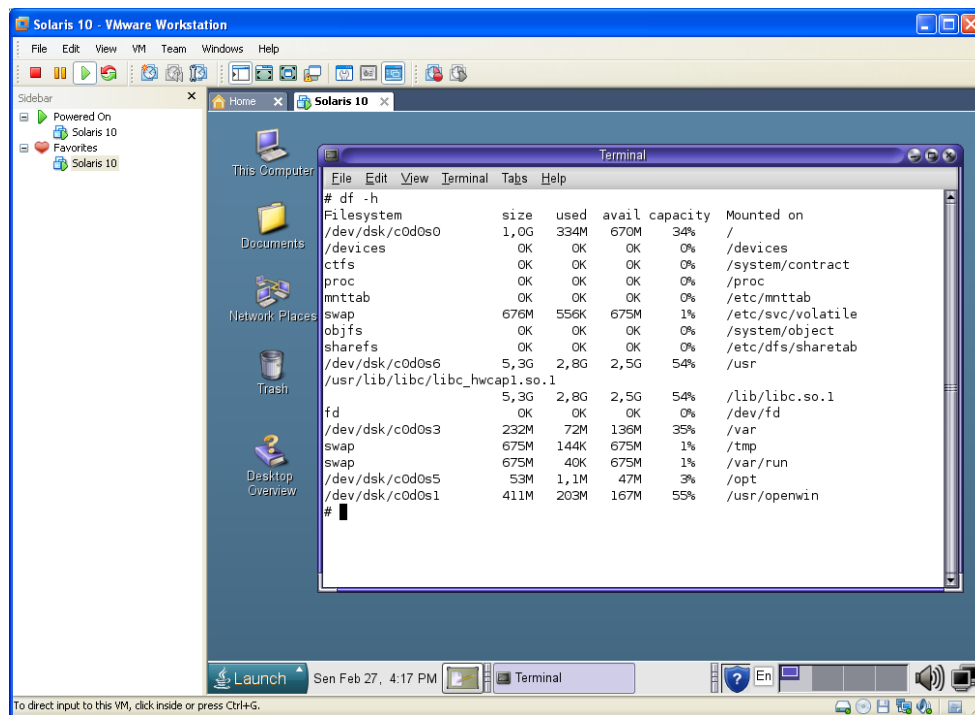 Solaris 10 - VMware Workstation
File Edit View VM Team Windows Help
Sidebar
Powered On
Solaris 10
Favorites
Solaris 10
Home
Solaris 10
This Computer
Documents
Network Places
Trash
Desktop
Overview
Terminal
File Edit View Terminal Tabs Help
# df -h
Filesystem size used avail capacity Mounted on
/dev/dsk/c0d0s0 1,0G 334M 670M 34% /
/devices 0K 0K 0K 0% /devices
ctfs 0K 0K 0K 0% /system/contract
proc 0K 0K 0K 0% /proc
mnttab 0K 0K 0K 0% /etc/mnttab
swap 676M 556K 675M 1% /etc/svc/volatile
objfs 0K 0K 0K 0% /system/object
sharefs 0K 0K 0K 0% /etc/dfs/sharetab
/dev/dsk/c0d0s6 5,3G 2,8G 2,5G 54% /usr
/usr/lib/libc/libc_hwcap1.so.1
5,3G 2,8G 2,5G 54% /lib/libc.so.1
fd 0K 0K 0K 0% /dev/fd
/dev/dsk/c0d0s3 232M 72M 136M 35% /var
swap 675M 144K 675M 1% /tmp
swap 675M 40K 675M 1% /var/run
/dev/dsk/c0d0s5 53M 1,1M 47M 3% /opt
/dev/dsk/c0d0s1 411M 203M 167M 55% /usr/openwin
#
Launch
Sen Feb 27, 4:17 PM
Terminal
? En
To direct input to this VM, click inside or press Ctrl+G.